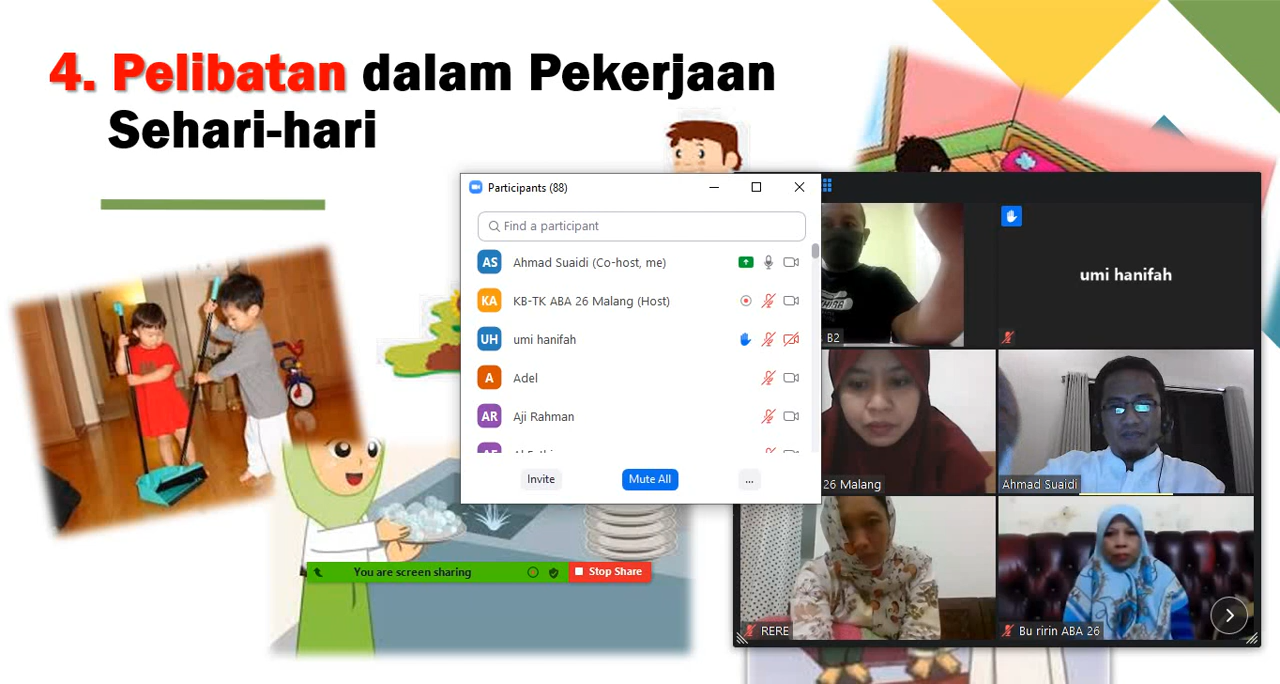 4. Pelibatan dalam Pekerjaan
Sehari-hari
Participants (88)
Find a participant
AS Ahmad Suaidi (Co-host, me)
KA KB-TK ABA 26 Malang (Host)
UH umi hanifah
A Adel
AR Aji Rahman
Invite
Mute All
...
You are screen sharing
Stop Share
B2
umi hanifah
26 Malang
Ahmad Suaidi
RERE
Bu ririn ABA 26